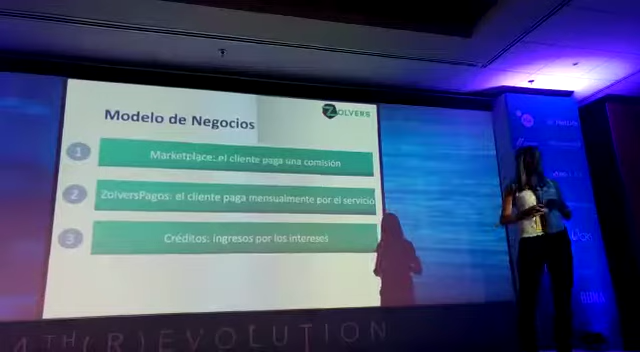 Modelo de Negocios
ZOLVERS
1
Marketplace: el cliente paga una comisión
2
ZolversPagos: el cliente paga mensualmente por el servicio
3
Créditos: ingresos por los intereses
4TH(R)EVOLUTION